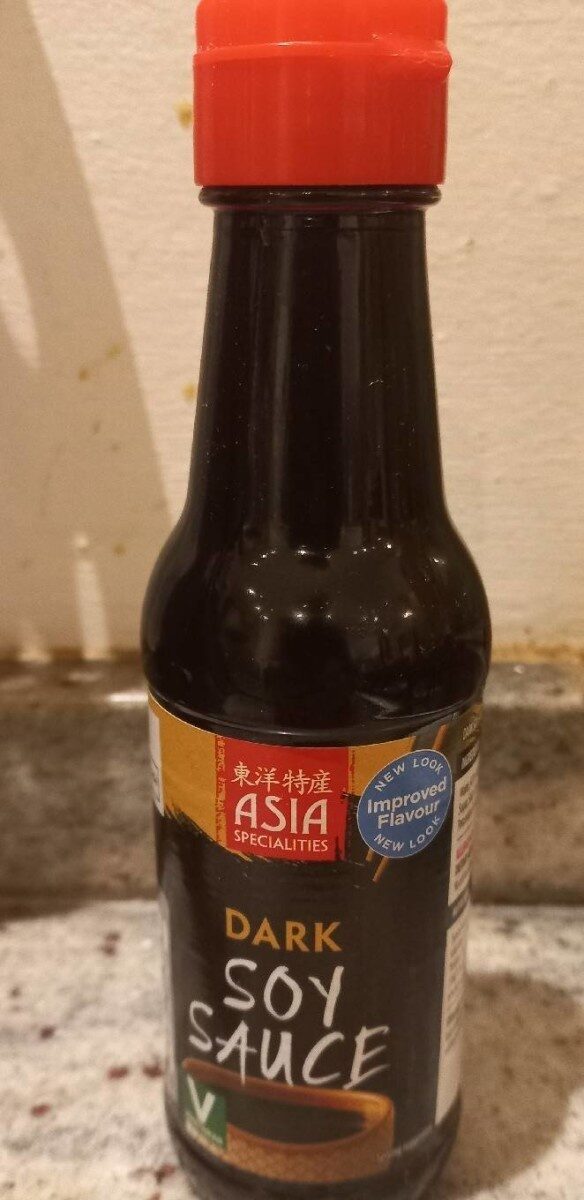 東洋特産
ASIA
SPECIALITIES
NEW LOOK
Improved
Flavour
NEW LOOK
DARK
SOY
SAUCE
V